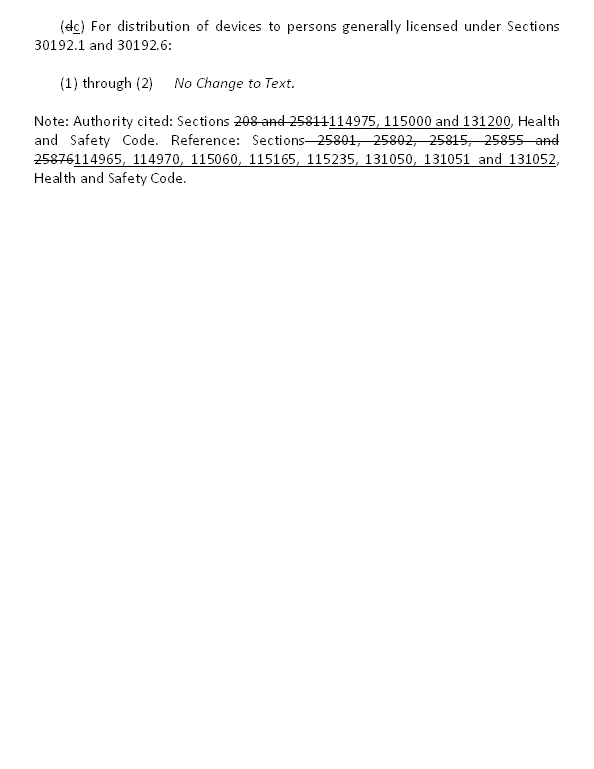 (dc) For distribution of devices to persons generally licensed under Sections
30192.1 and 30192.6:
(1) through (2) No Change to Text.
Note: Authority cited: Sections 208 and 25811114975, 115000 and 131200, Health
and Safety Code. Reference: Sections 25801, 25802, 25815, 25855 and
25876114965, 114970, 115060, 115165, 115235, 131050, 131051 and 131052,
Health and Safety Code.